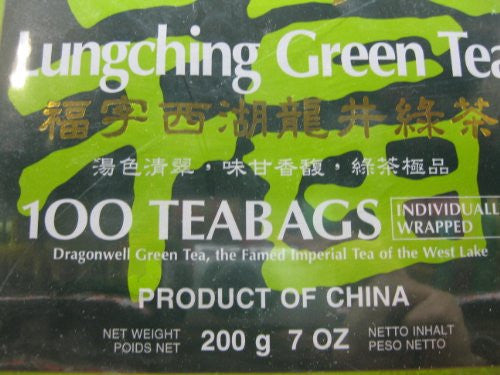 Lungching Green Tea
福字西湖龍井綠茶
湯色清翠，味甘香馥，綠茶極品
100 TEABAGS
INDIVIDUALL
WRAPPED
Dragonwell Green Tea, the Famed Imperial Tea of the West Lake
PRODUCT OF CHINA
NET WEIGHT
POIDS NET
200 g 7 OZ
NETTO INHALT
PESO NETTO